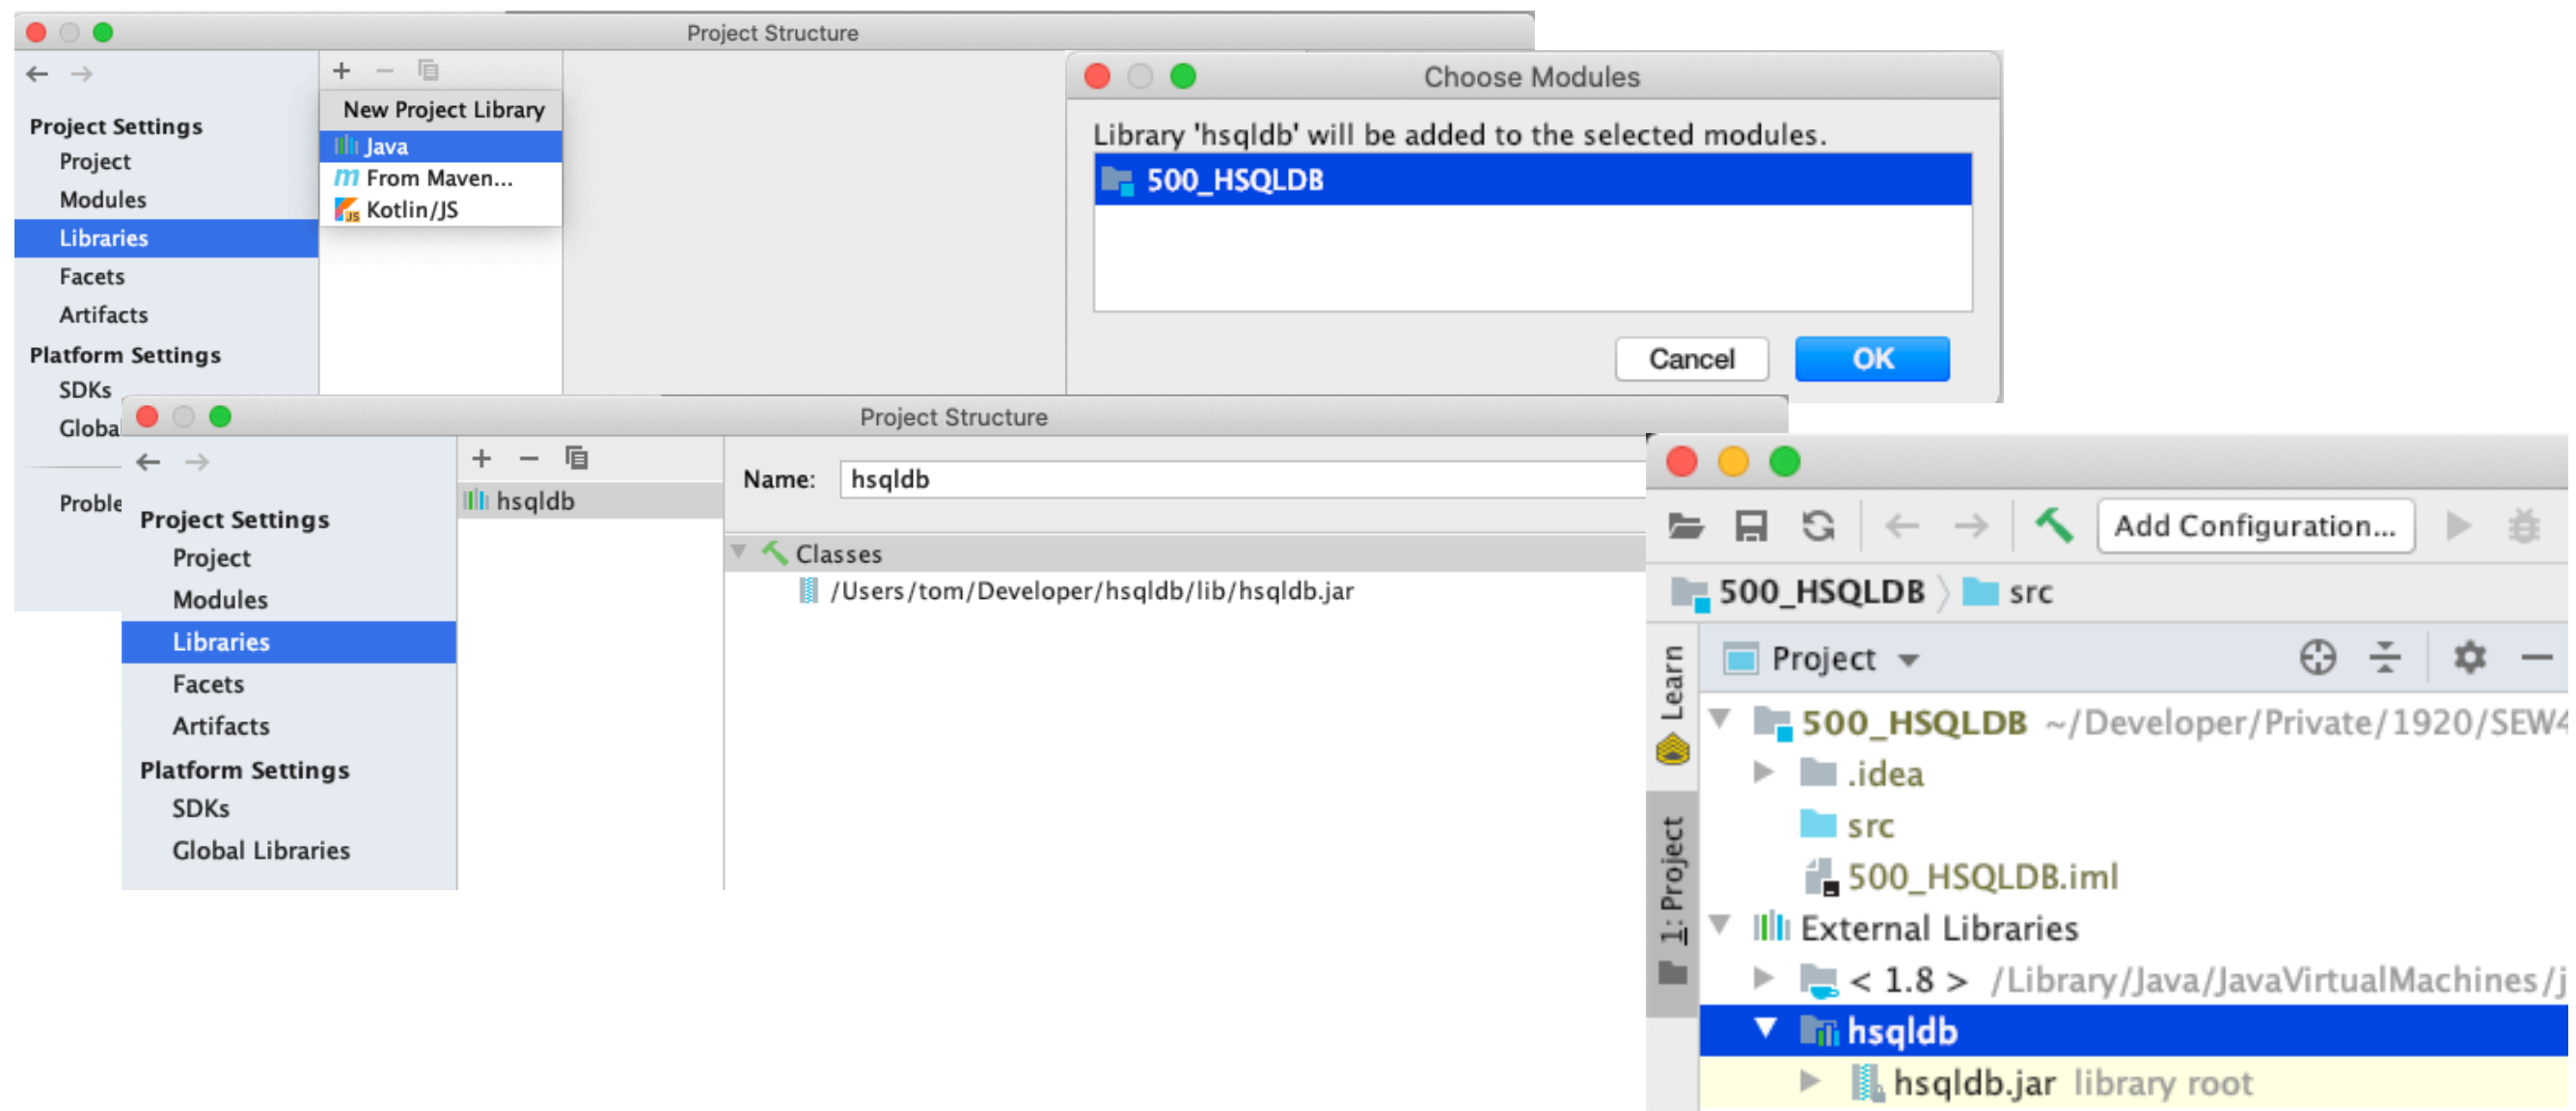 Project Structure
New Project Library
Project Settings
Java
Project
From Maven...
Modules
Kotlin/JS
Libraries
Facets
Artifacts
Platform Settings
SDKs
Globa
Proble
Choose Modules
Library 'hsqldb' will be added to the selected modules.
500_HSQLDB
Cancel
OK
Project Structure
Name: hsqldb
hsqldb
Project Settings
Classes
Project
/Users/tom/Developer/hsqldb/lib/hsqldb.jar
Modules
Libraries
Facets
Artifacts
Platform Settings
SDKs
Global Libraries
Add Configuration...
500_HSQLDB src
Learn
1: Project
Project
500_HSQLDB ~/Developer/Private/1920/SEW4
.idea
src
500_HSQLDB.iml
External Libraries
< 1.8 > /Library/Java/JavaVirtualMachines/j
hsqldb
hsqldb.jar library root